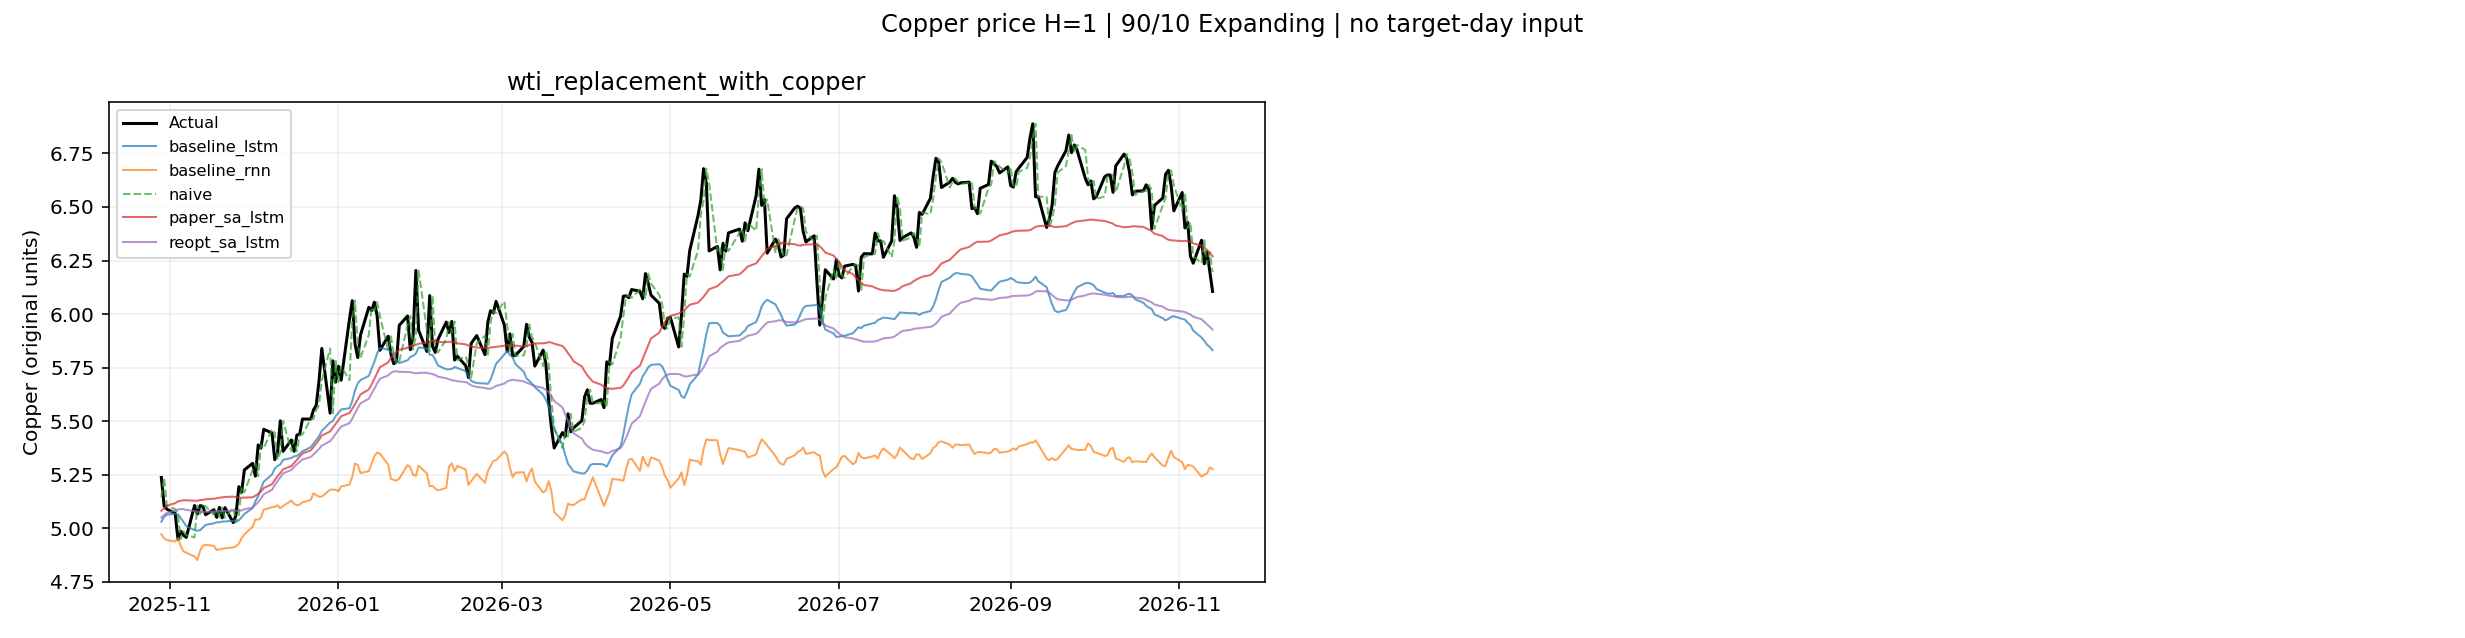 Copper price H=1 | 90/10 Expanding | no target-day input
wti_replacement_with_copper
Actual
baseline_lstm
baseline_rnn
naive
paper_sa_lstm
reopt_sa_lstm
Copper (original units)
6.75
6.50
6.25
6.00
5.75
5.50
5.25
5.00
4.75
2025-11
2026-01
2026-03
2026-05
2026-07
2026-09
2026-11